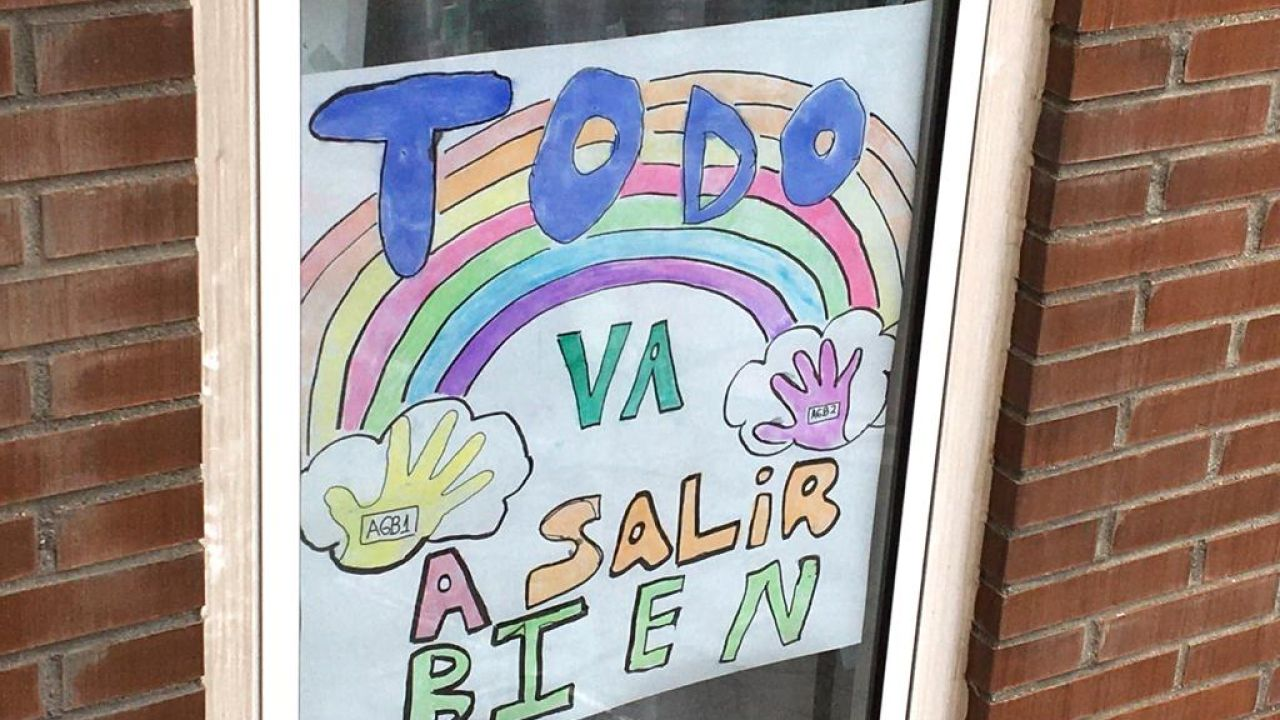 TODO
VA
AGB2
AGB1
A SALiR
BIEN